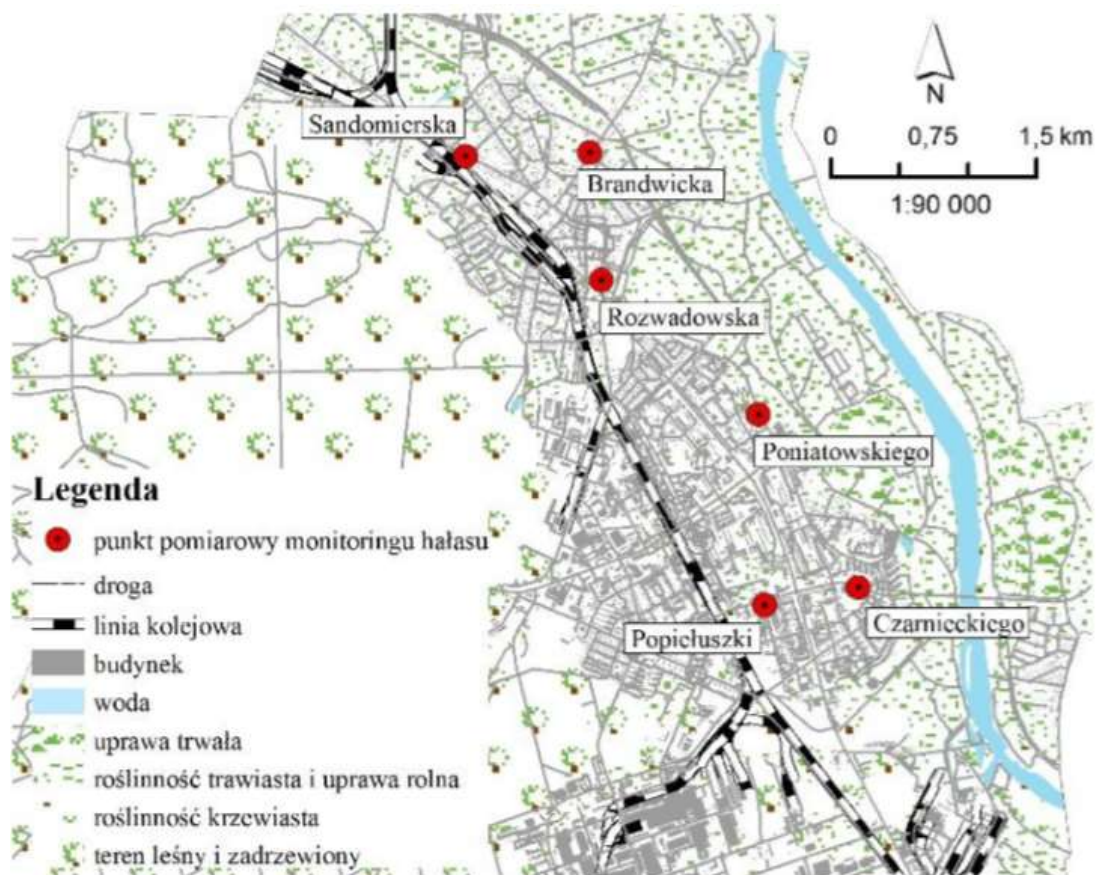 Sandomierska
Brandwicka
N
0 0,75 1,5 km
1:90 000
Rozwadowska
Poniatowskiego
Czarnieckiego
Popiełuszki
Legenda
punkt pomiarowy monitoringu hałasu
droga
linia kolejowa
budynek
woda
uprawa trwała
roślinność trawiasta i uprawa rolna
roślinność krzewiasta
teren leśny i zadrzewiony